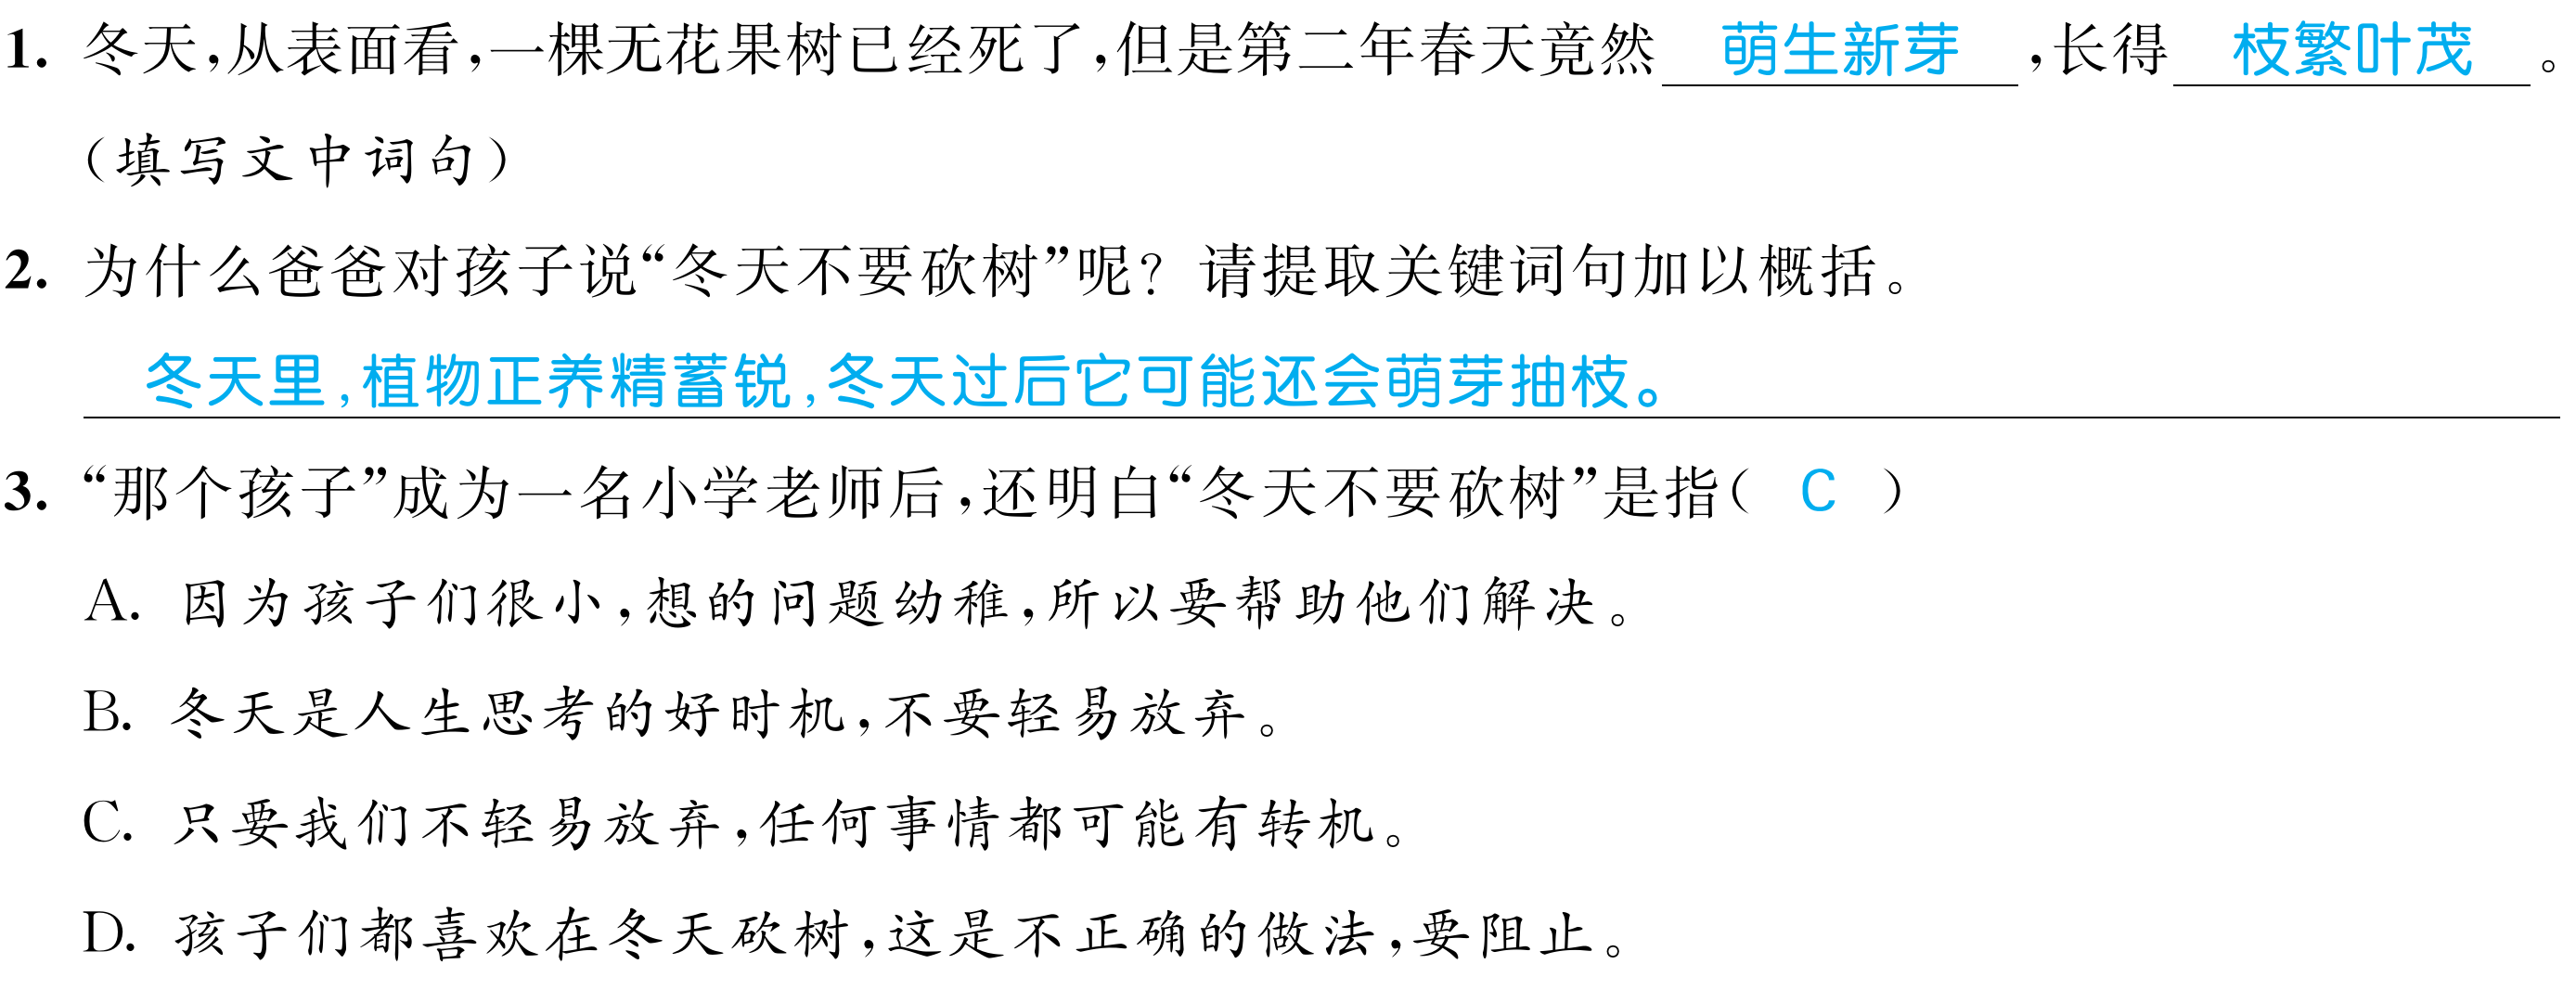 1. 冬天,从表面看,一棵无花果树已经死了,但是第二年春天竟然 萌生新芽 ,长得 枝繁叶茂 。
(填写文中词句)
2. 为什么爸爸对孩子说“冬天不要砍树”呢? 请提取关键词句加以概括。
冬天里,植物正养精蓄锐,冬天过后它可能还会萌芽抽枝。
3. “那个孩子”成为一名小学老师后,还明白“冬天不要砍树”是指( C )
A. 因为孩子们很小,想的问题幼稚,所以要帮助他们解决。
B. 冬天是人生思考的好时机,不要轻易放弃。
C. 只要我们不轻易放弃,任何事情都可能有转机。
D. 孩子们都喜欢在冬天砍树,这是不正确的做法,要阻止。